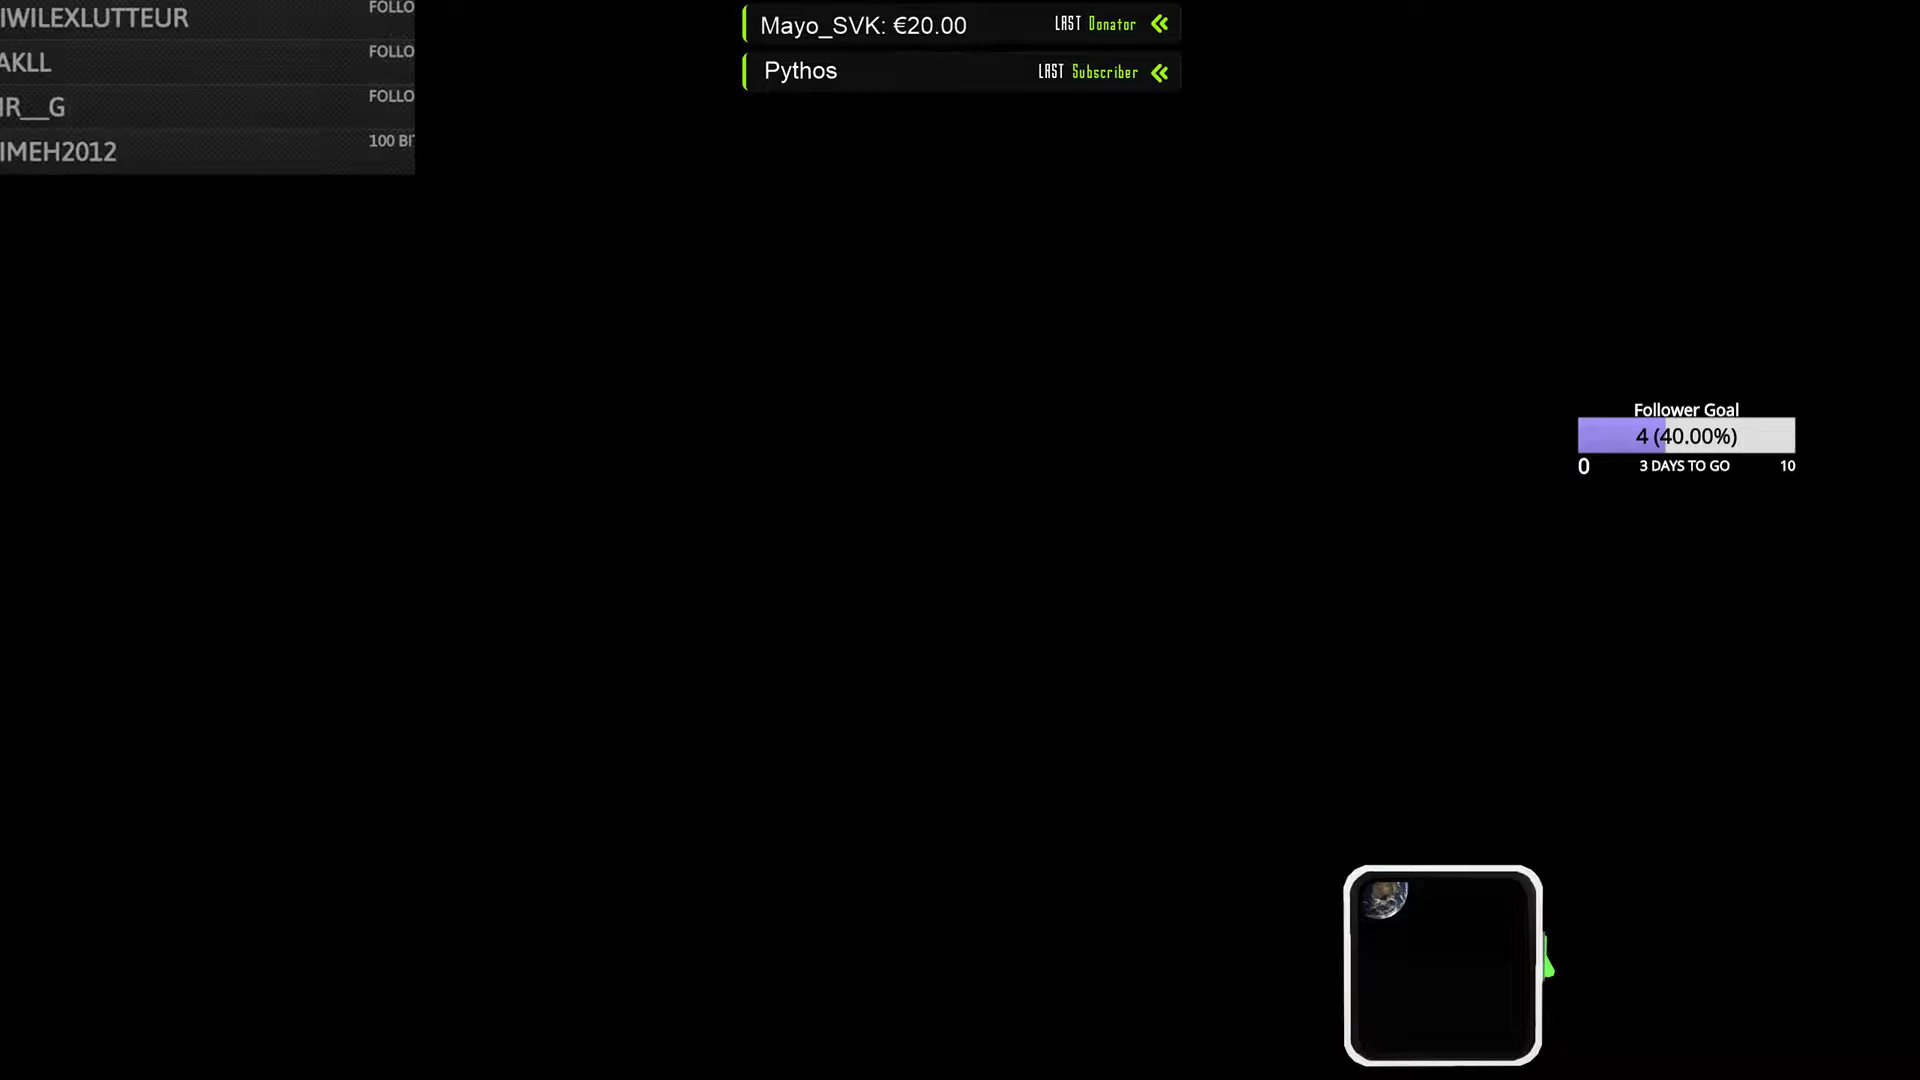 IWILEXLUTTEUR FOLLO
AKLL FOLLO
IR__G FOLLO
IMEH2012 100 BI
Mayo_SVK: €20.00 LAST Donator
Pythos LAST Subscriber
Follower Goal
4 (40.00%)
0 3 DAYS TO GO 10